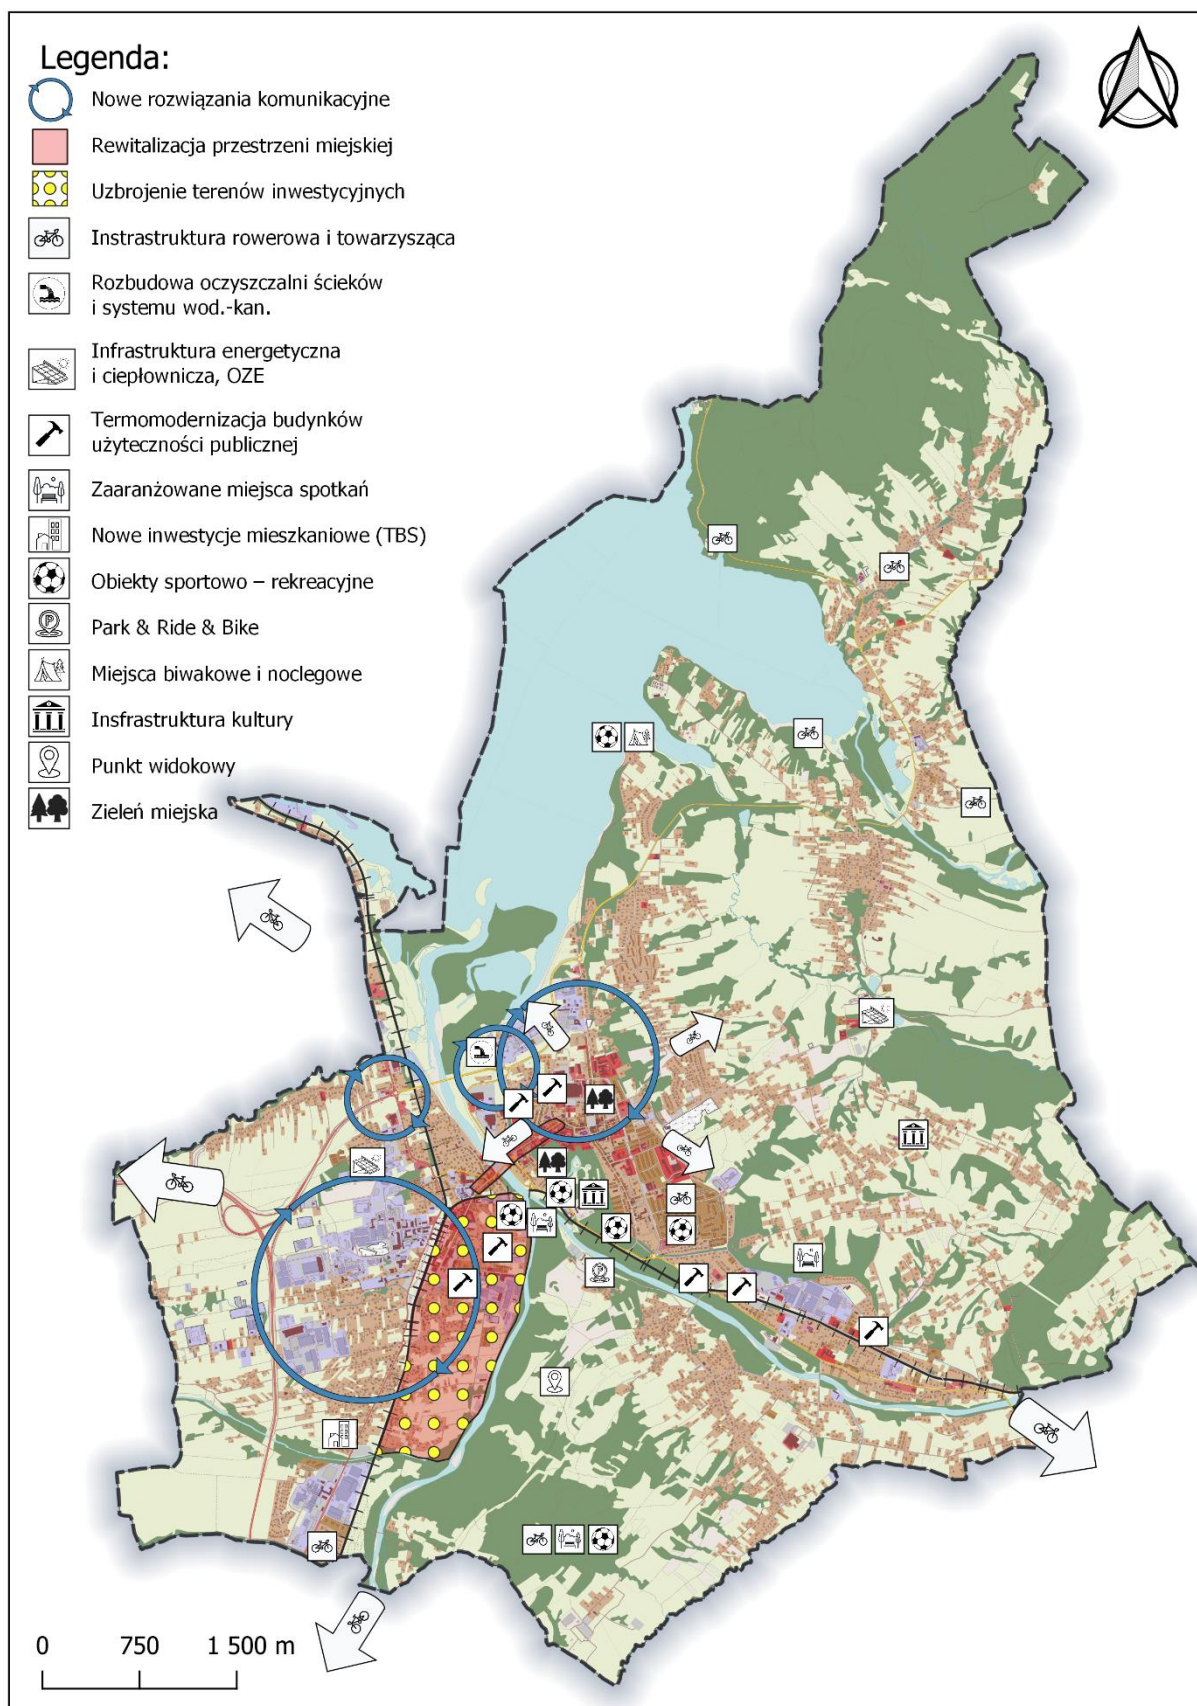 Legenda:
Nowe rozwiązania komunikacyjne
Rewitalizacja przestrzeni miejskiej
Uzbrojenie terenów inwestycyjnych
Instrastruktura rowerowa i towarzysząca
Rozbudowa oczyszczalni ścieków
i systemu wod.-kan.
Infrastruktura energetyczna
i ciepłownicza, OZE
Termomodernizacja budynków
użyteczności publicznej
Zaaranżowane miejsca spotkań
Nowe inwestycje mieszkaniowe (TBS)
Obiekty sportowo – rekreacyjne
Park & Ride & Bike
Miejsca biwakowe i noclegowe
Insfrastruktura kultury
Punkt widokowy
Zieleń miejska
0 750 1 500 m